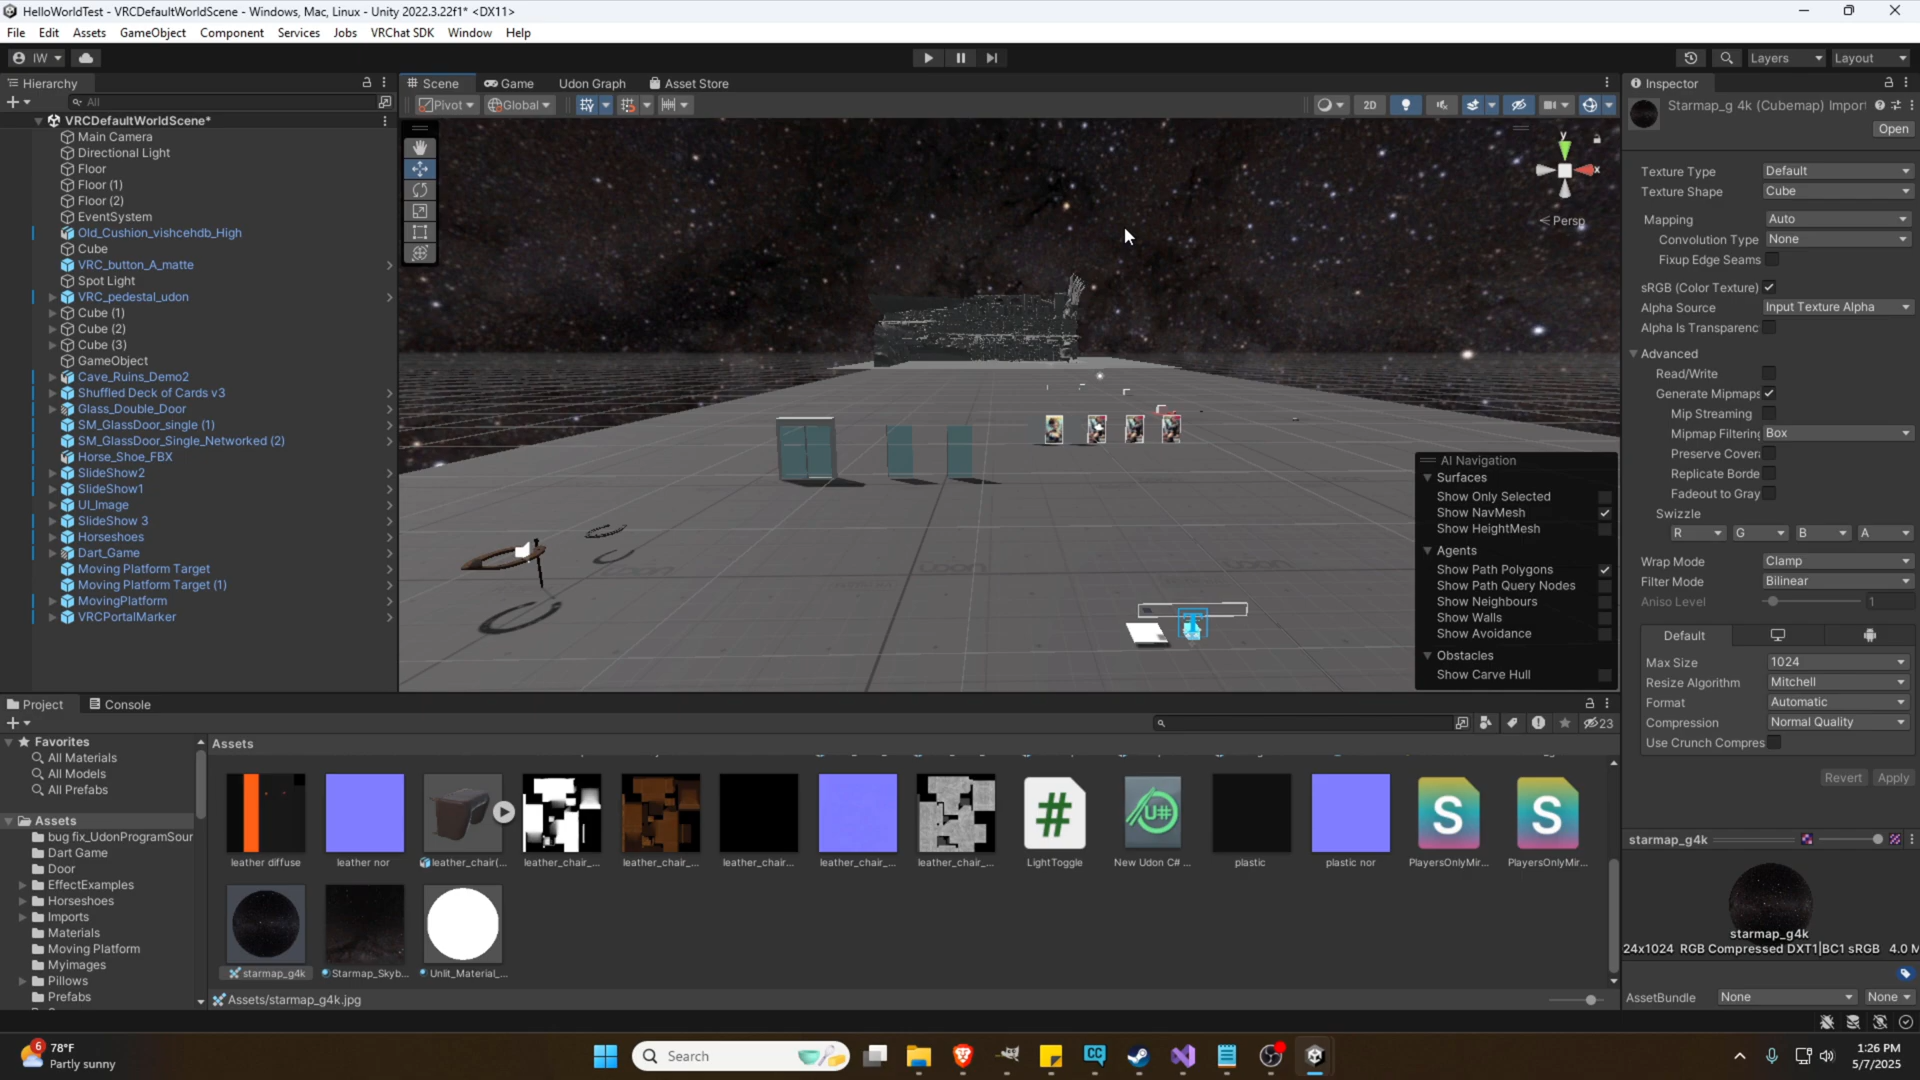 HelloWorldTest - VRCDefaultWorldScene - Windows, Mac, Linux - Unity 2022.3.22f1* <DX11>
File Edit Assets GameObject Component Services Jobs VRChat SDK Window Help
IW
Layers
Layout
Hierarchy
All
VRCDefaultWorldScene*
Main Camera
Directional Light
Floor
Floor (1)
Floor (2)
EventSystem
Old_Cushion_vishcehdb_High
Cube
VRC_button_A_matte
Spot Light
VRC_pedestal_udon
Cube (1)
Cube (2)
Cube (3)
GameObject
Cave_Ruins_Demo2
Shuffled Deck of Cards v3
Glass_Double_Door
SM_GlassDoor_single (1)
SM_GlassDoor_Single_Networked (2)
Horse_Shoe_FBX
SlideShow2
SlideShow1
UI_Image
SlideShow 3
Horseshoes
Dart_Game
Moving Platform Target
Moving Platform Target (1)
MovingPlatform
VRCPortalMarker
Scene Game Udon Graph Asset Store
Pivot Global
2D
y
x
Persp
AI Navigation
Surfaces
Show Only Selected
Show NavMesh
Show HeightMesh
Agents
Show Path Polygons
Show Path Query Nodes
Show Neighbours
Show Walls
Show Avoidance
Obstacles
Show Carve Hull
Inspector
Starmap_g 4k (Cubemap) Import
Open
Texture Type Default
Texture Shape Cube
Mapping Auto
Convolution Type None
Fixup Edge Seams
sRGB (Color Texture)
Alpha Source Input Texture Alpha
Alpha Is Transparenc
Advanced
Read/Write
Generate Mipmaps
Mip Streaming
Mipmap Filtering Box
Preserve Covera
Replicate Borde
Fadeout to Gray
Swizzle
R G B A
Wrap Mode Clamp
Filter Mode Bilinear
Aniso Level 1
Default
Max Size 1024
Resize Algorithm Mitchell
Format Automatic
Compression Normal Quality
Use Crunch Compres
Revert Apply
starmap_g4k
starmap_g4k
24x1024 RGB Compressed DXT1|BC1 sRGB 4.0 M
AssetBundle None None
Project Console
23
Favorites
All Materials
All Models
All Prefabs
Assets
bug fix_UdonProgramSour
Dart Game
Door
EffectExamples
Horseshoes
Imports
Materials
Moving Platform
Myimages
Pillows
Prefabs
Assets
leather diffuse
leather nor
leather_chair(...
leather_chair_...
leather_chair_...
leather_chair...
leather_chair_...
leather_chair_...
# LightToggle
U# New Udon C# ...
plastic
plastic nor
S PlayersOnlyMir...
S PlayersOnlyMir...
starmap_g4k
Starmap_Skyb...
Unlit_Material_...
Assets/starmap_g4k.jpg
6
78°F
Partly sunny
Search
CC
1:26 PM
5/7/2025